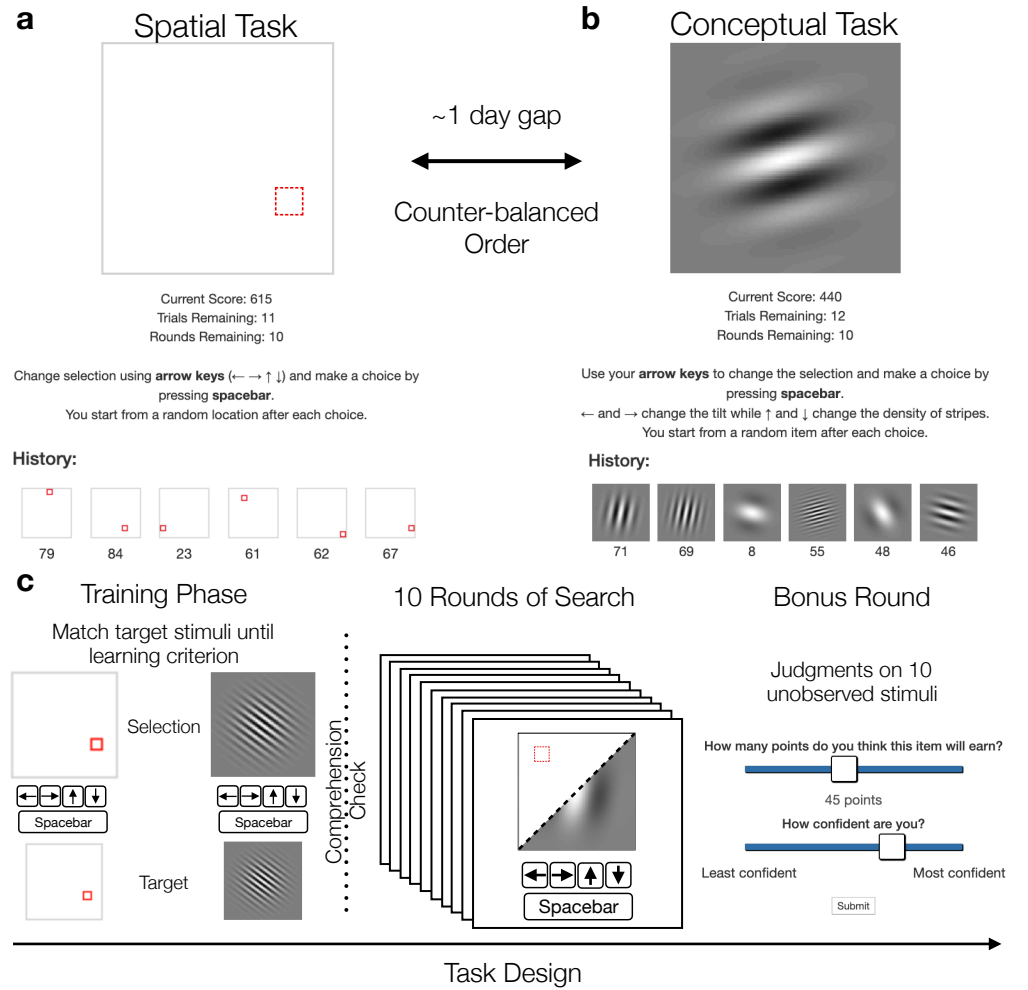 a
Spatial Task
Current Score: 615
Trials Remaining: 11
Rounds Remaining: 10
Change selection using arrow keys (← → ↑ ↓) and make a choice by
pressing spacebar.
You start from a random location after each choice.
History:
79 84 23 61 62 67
~1 day gap
Counter-balanced
Order
b
Conceptual Task
Current Score: 440
Trials Remaining: 12
Rounds Remaining: 10
Use your arrow keys to change the selection and make a choice by
pressing spacebar.
← and → change the tilt while ↑ and ↓ change the density of stripes.
You start from a random item after each choice.
History:
71 69 8 55 48 46
c
Training Phase
Match target stimuli until
learning criterion
Selection
← → ↑ ↓
← → ↑ ↓
Spacebar
Spacebar
Target
Comprehension
Check
10 Rounds of Search
← → ↑ ↓
Spacebar
Bonus Round
Judgments on 10
unobserved stimuli
How many points do you think this item will earn?
45 points
How confident are you?
Least confident
Most confident
Submit
Task Design